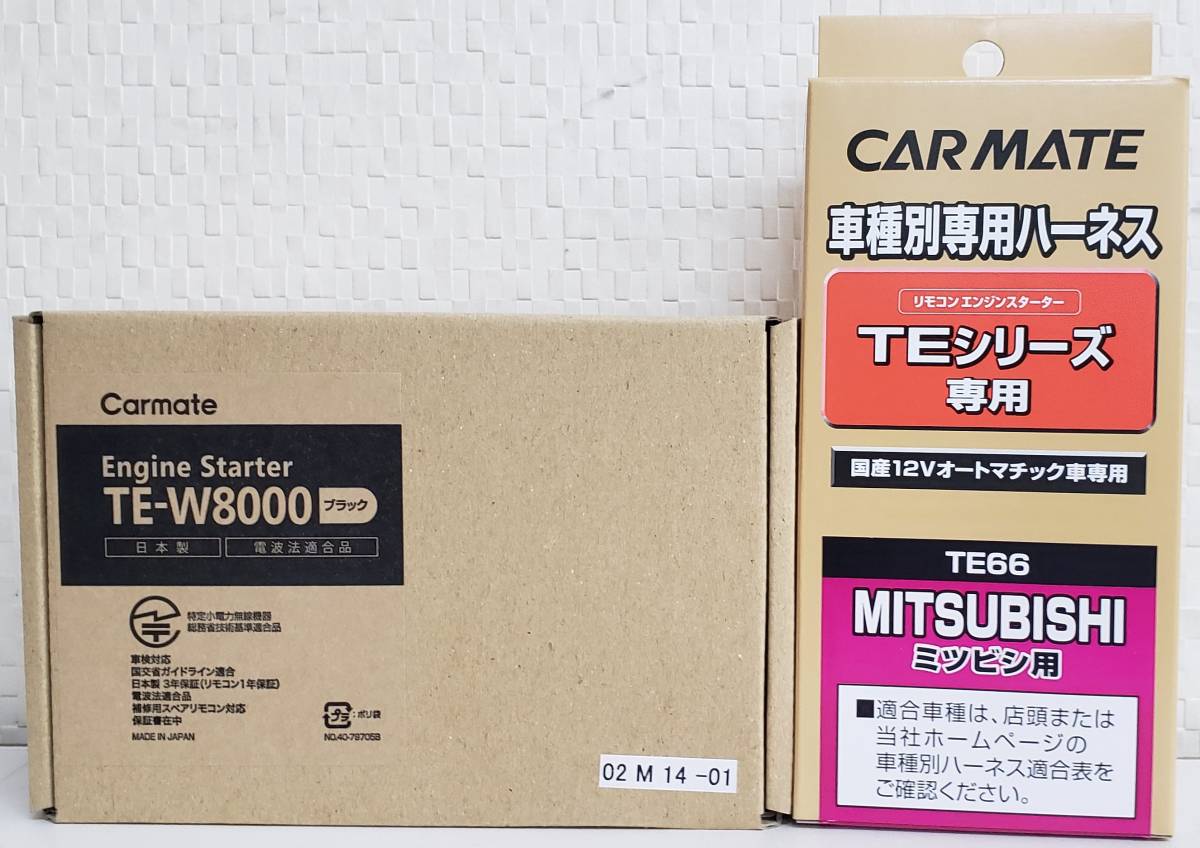 Carmate
Engine Starter
TE-W8000 ブラック
日本製 電波法適合品
特定小電力無線機器
総務省技術基準適合品
車検対応
国交省ガイドライン適合
日本製 3年保証(リモコン1年保証)
電波法適合品
補修用スペアリモコン対応
保証書在中
MADE IN JAPAN
プラ :ポリ袋
NO.40-79705B
02 M 14 -01
CAR MATE
車種別専用ハーネス
リモコンエンジンスターター
TEシリーズ
専用
国産12Vオートマチック車専用
TE66
MITSUBISHI
ミツビシ用
■適合車種は、店頭または
当社ホームページの
車種別ハーネス適合表を
ご確認ください。